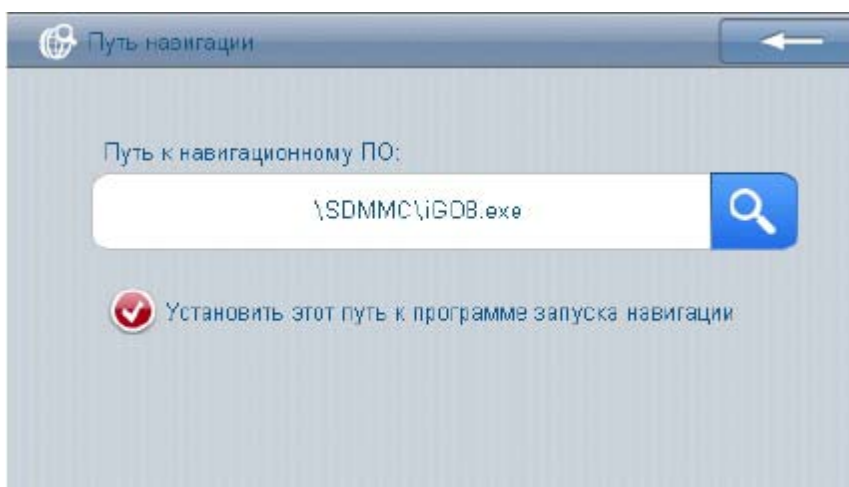 Путь навигации
Путь к навигационному ПО:
\SDMMC\iGO8.exe
Установить этот путь к программе запуска навигации